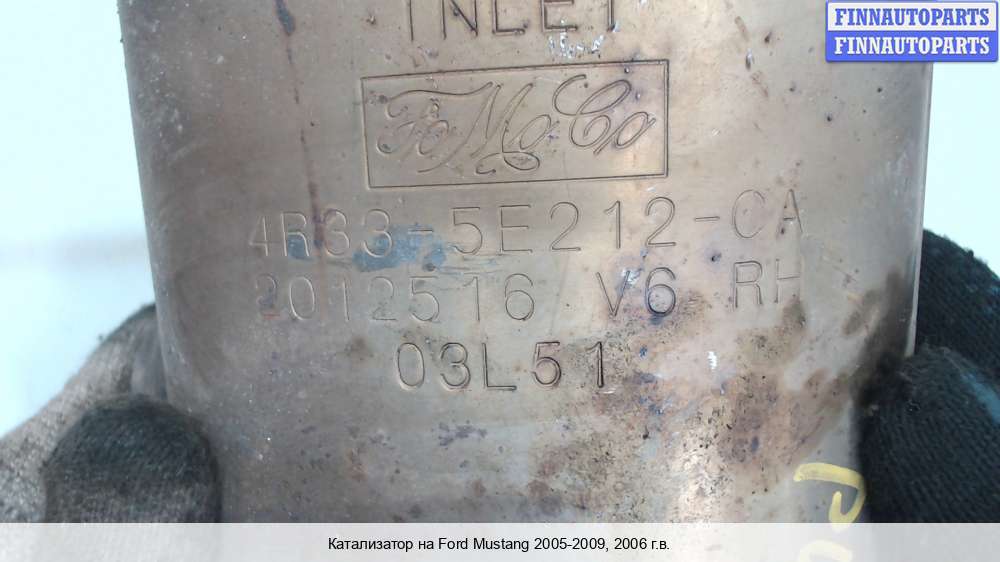 FINNAUTOPARTS
FINNAUTOPARTS
INLET
FoMoCo
4R33-5E212-CA
2012516 V6 RH
03L51
Катализатор на Ford Mustang 2005-2009, 2006 г.в.